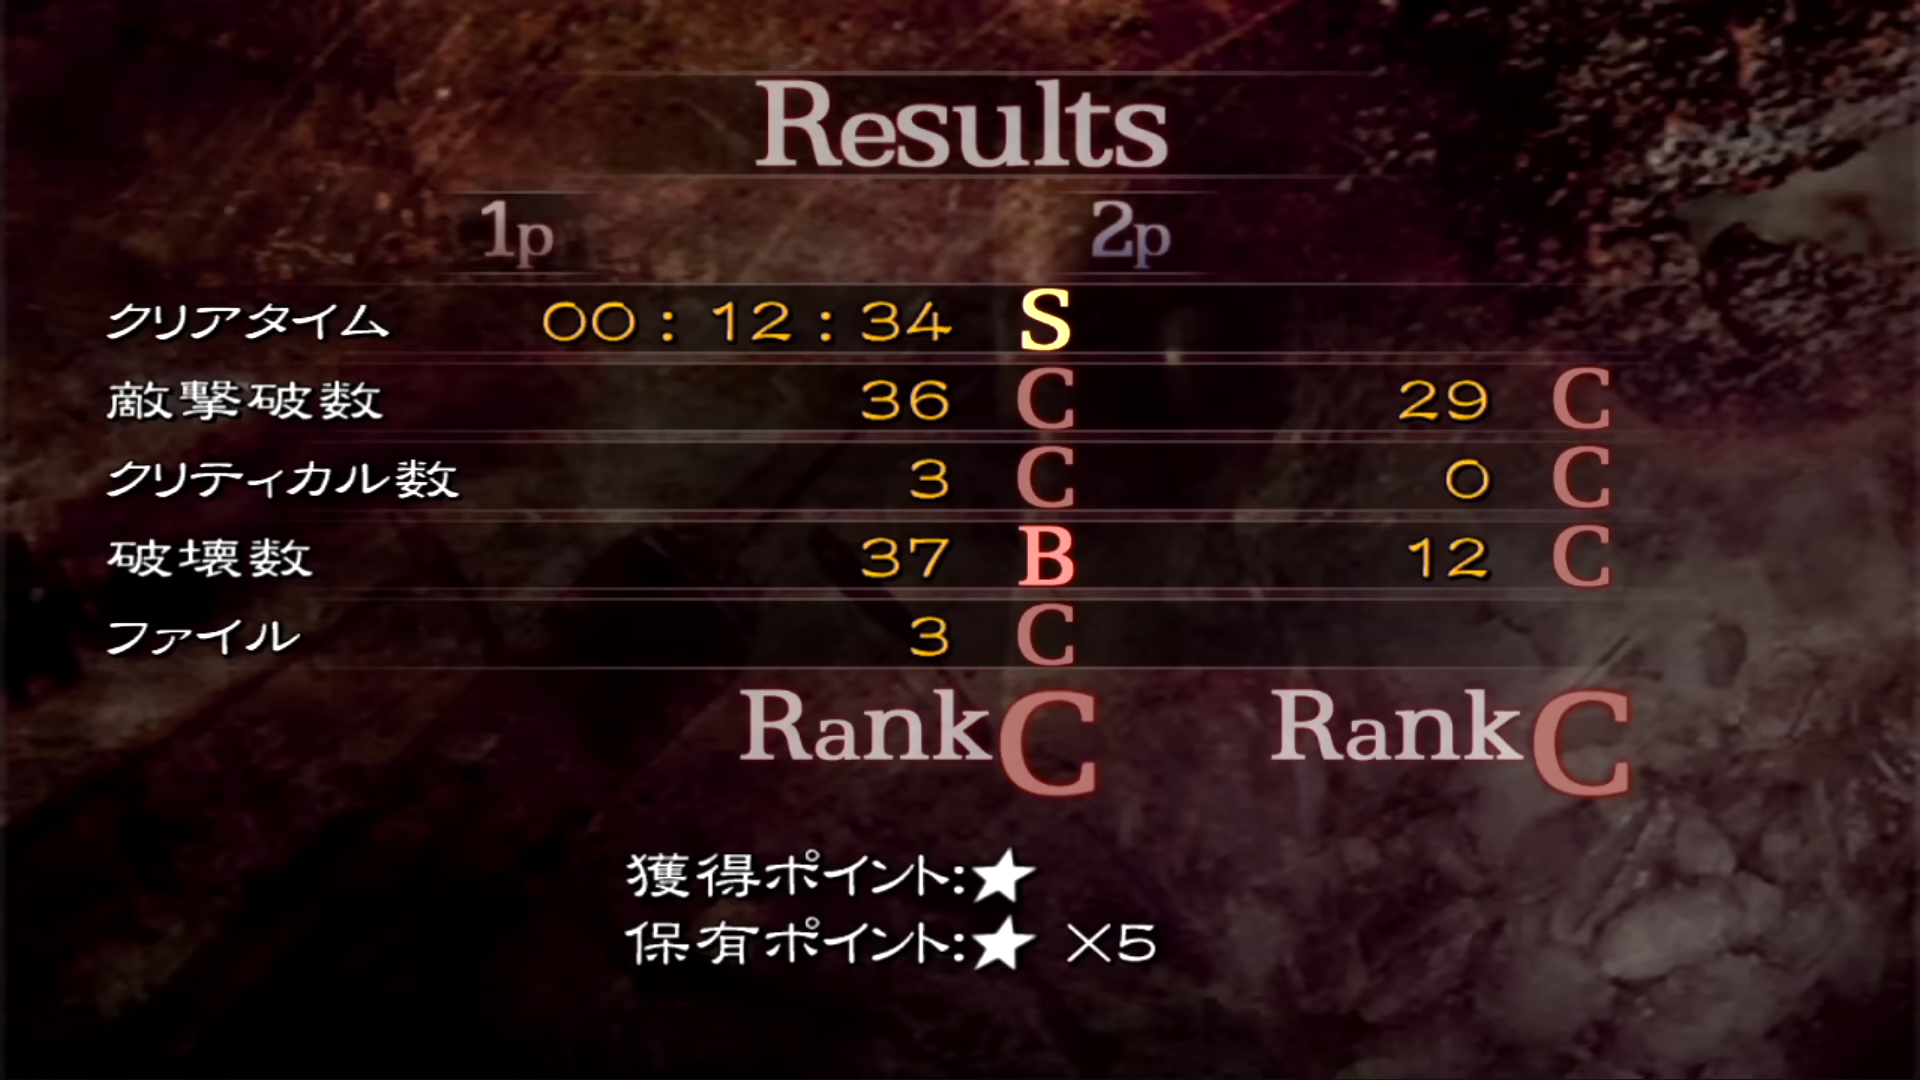 Results
1p 2p
クリアタイム 00:12:34 S
敵撃破数 36 C 29 C
クリティカル数 3 C 0 C
破壊数 37 B 12 C
ファイル 3 C
Rank C Rank C
獲得ポイント:★
保有ポイント:★ ×5